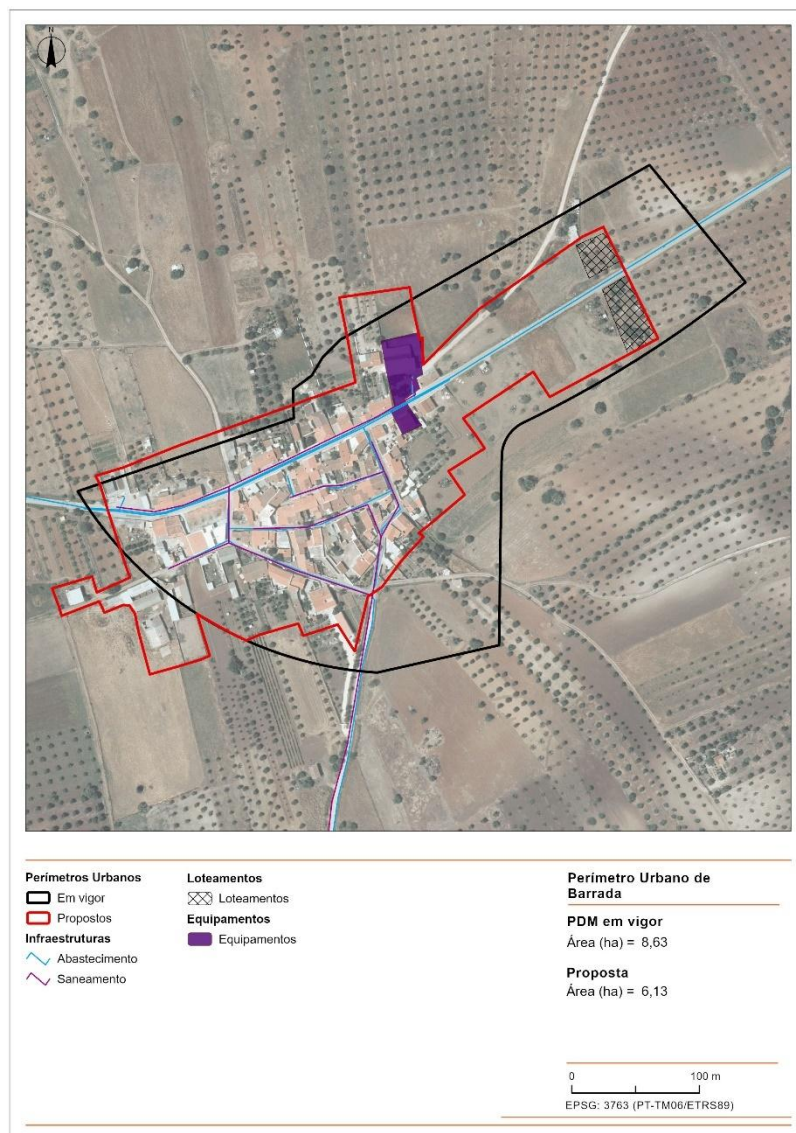 N
Perímetros Urbanos
Em vigor
Propostos
Infraestruturas
Abastecimento
Saneamento
Loteamentos
Loteamentos
Equipamentos
Equipamentos
Perímetro Urbano de
Barrada
PDM em vigor
Área (ha) = 8,63
Proposta
Área (ha) = 6,13
0 100 m
EPSG: 3763 (PT-TM06/ETRS89)